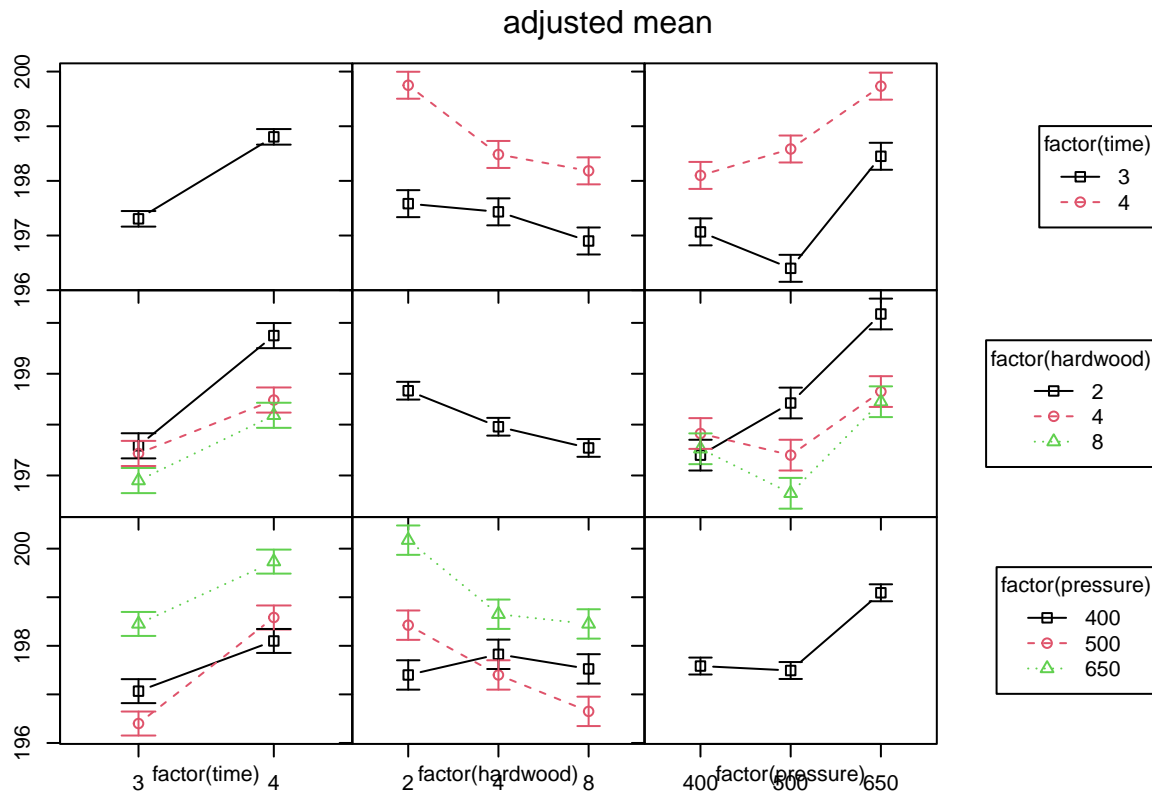 adjusted mean
196 197 198 199 200
factor(time)
3
4
197 199
factor(hardwood)
2
4
8
196 198 200
factor(pressure)
400
500
650
3 factor(time) 4
2 factor(hardwood) 4 8
400 factor(pressure) 500 650